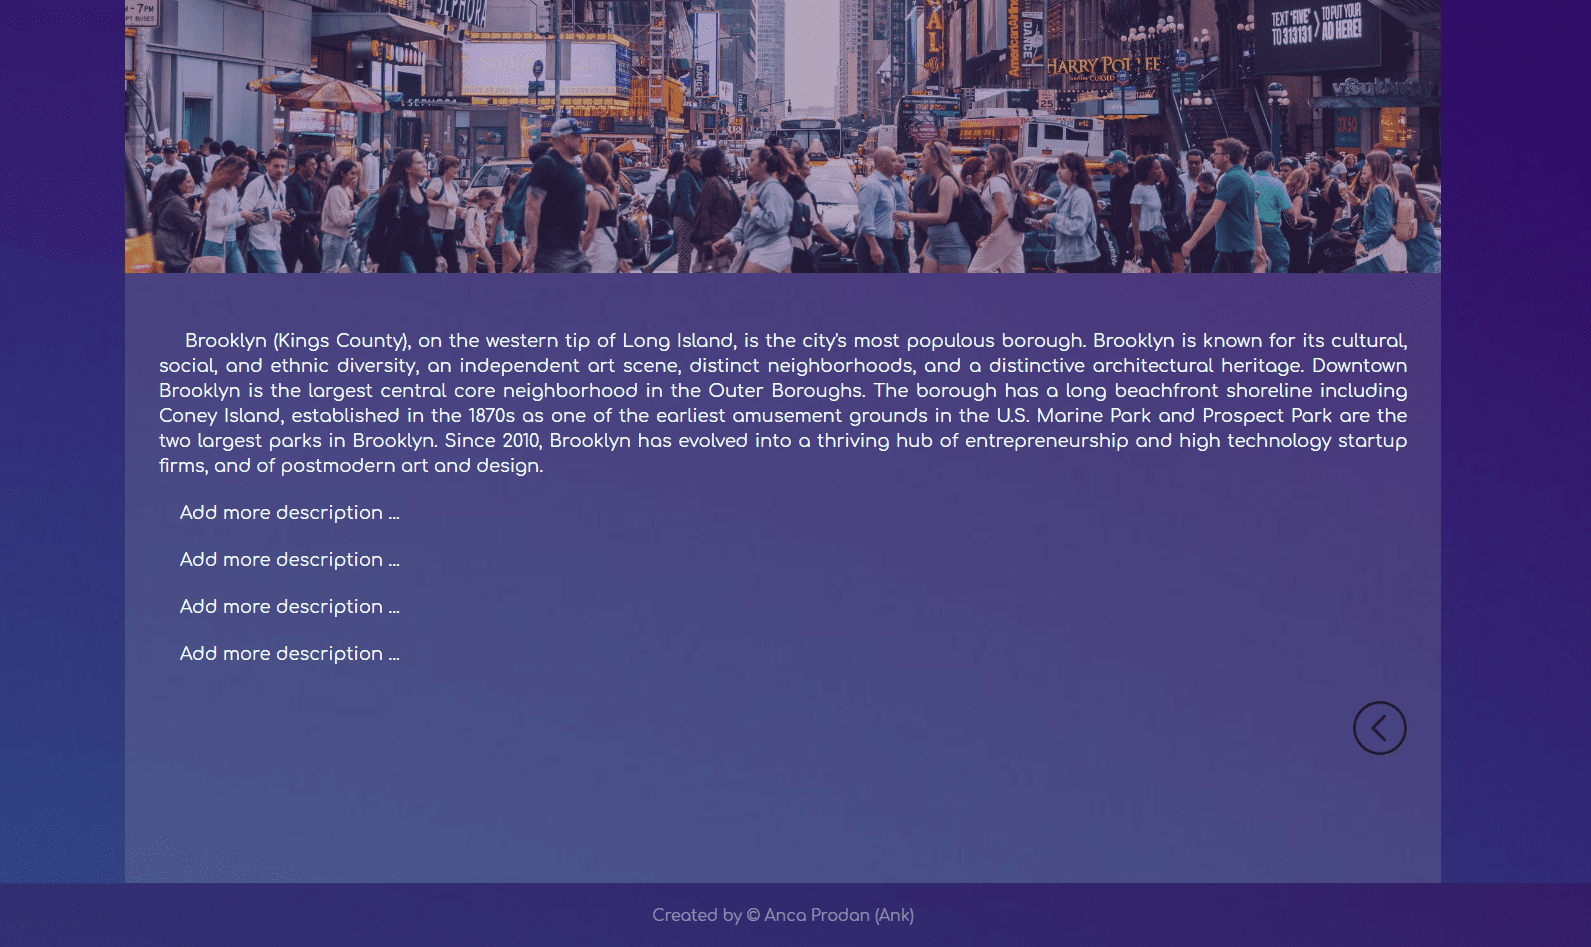 - 7PM
PT BUSES
SEPHORA
SEPHORA
DANCE
AmericanAirlines
DANCE
HARRY POTTER
AND THE CURSED
25
TEXT 'FIVE' TO PUT YOUR
TO 313131 AD HERE!
Brooklyn (Kings County), on the western tip of Long Island, is the city's most populous borough. Brooklyn is known for its cultural,
social, and ethnic diversity, an independent art scene, distinct neighborhoods, and a distinctive architectural heritage. Downtown
Brooklyn is the largest central core neighborhood in the Outer Boroughs. The borough has a long beachfront shoreline including
Coney Island, established in the 1870s as one of the earliest amusement grounds in the U.S. Marine Park and Prospect Park are the
two largest parks in Brooklyn. Since 2010, Brooklyn has evolved into a thriving hub of entrepreneurship and high technology startup
firms, and of postmodern art and design.
Add more description ...
Add more description ...
Add more description ...
Add more description ...
Created by © Anca Prodan (Ank)